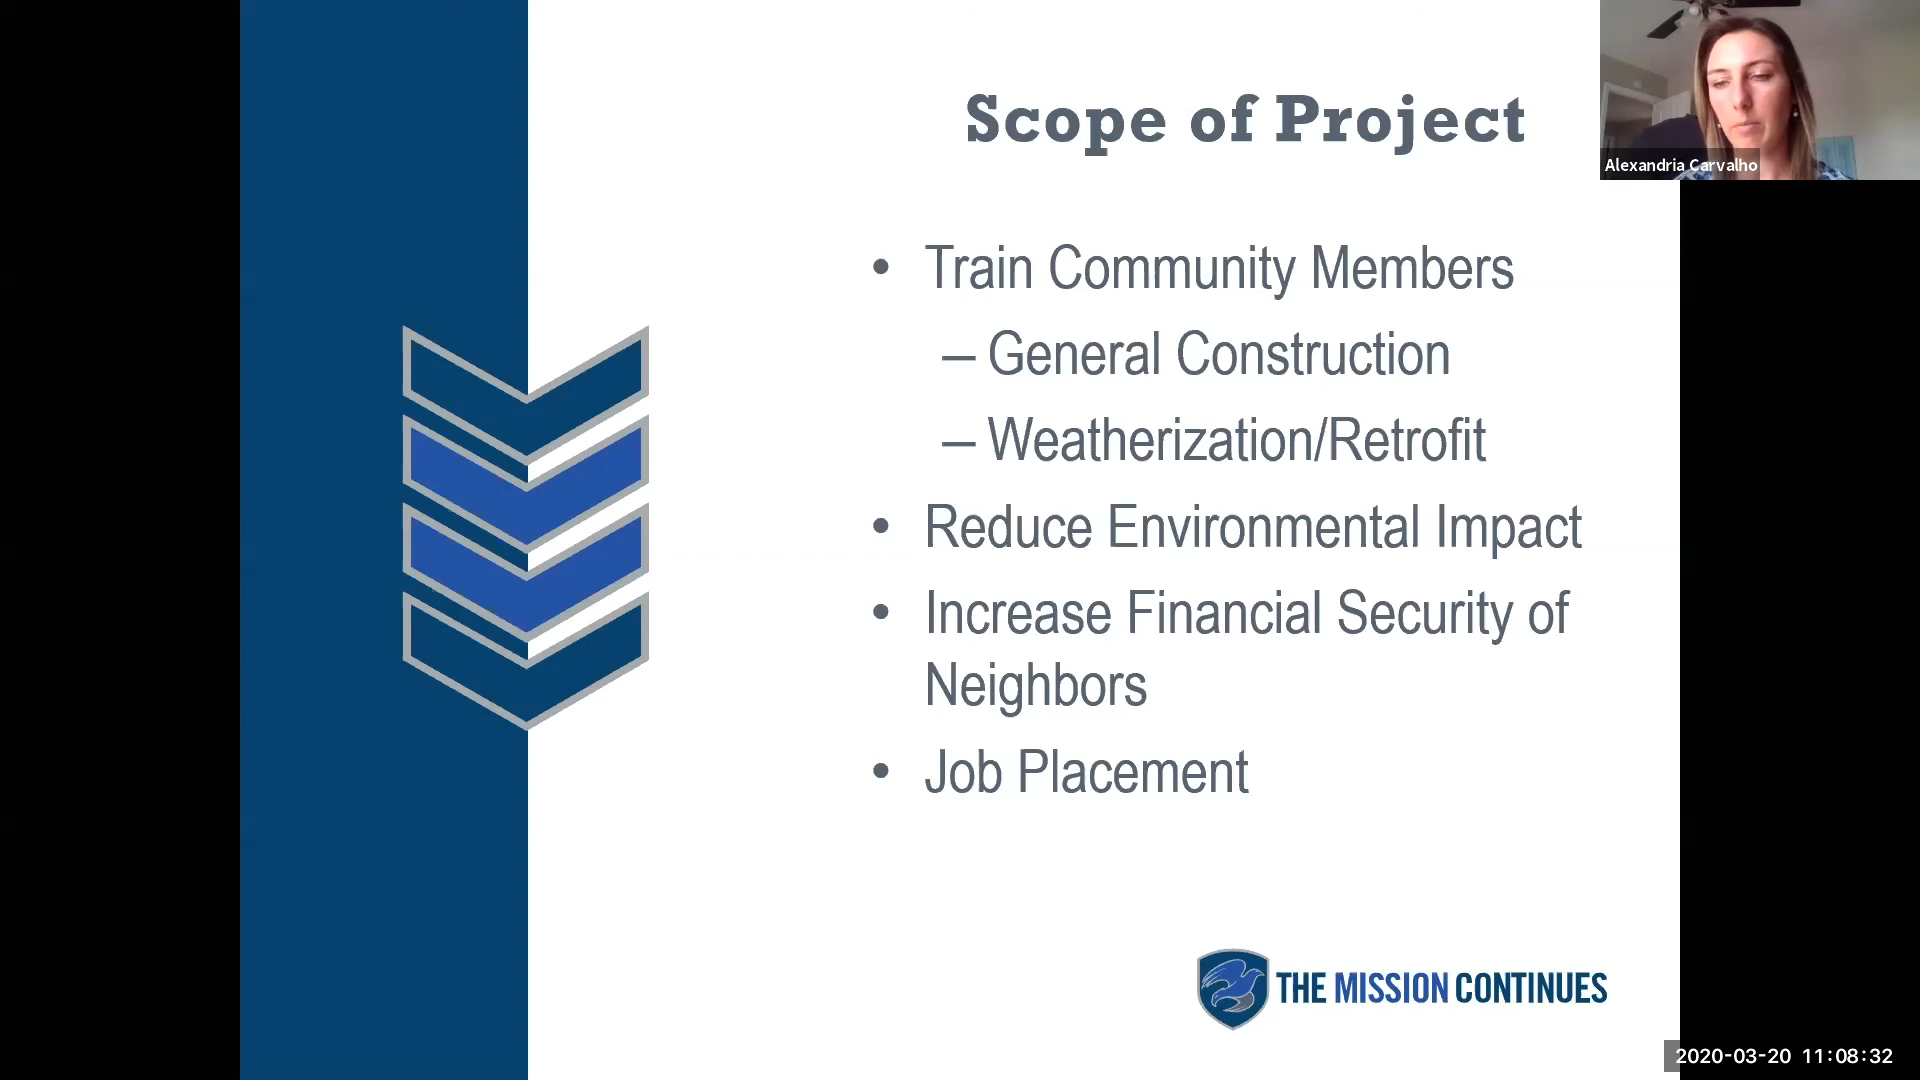 Scope of Project
Alexandria Carvalho
• Train Community Members
– General Construction
– Weatherization/Retrofit
• Reduce Environmental Impact
• Increase Financial Security of
Neighbors
• Job Placement
THE MISSION CONTINUES
2020-03-20 11:08:32